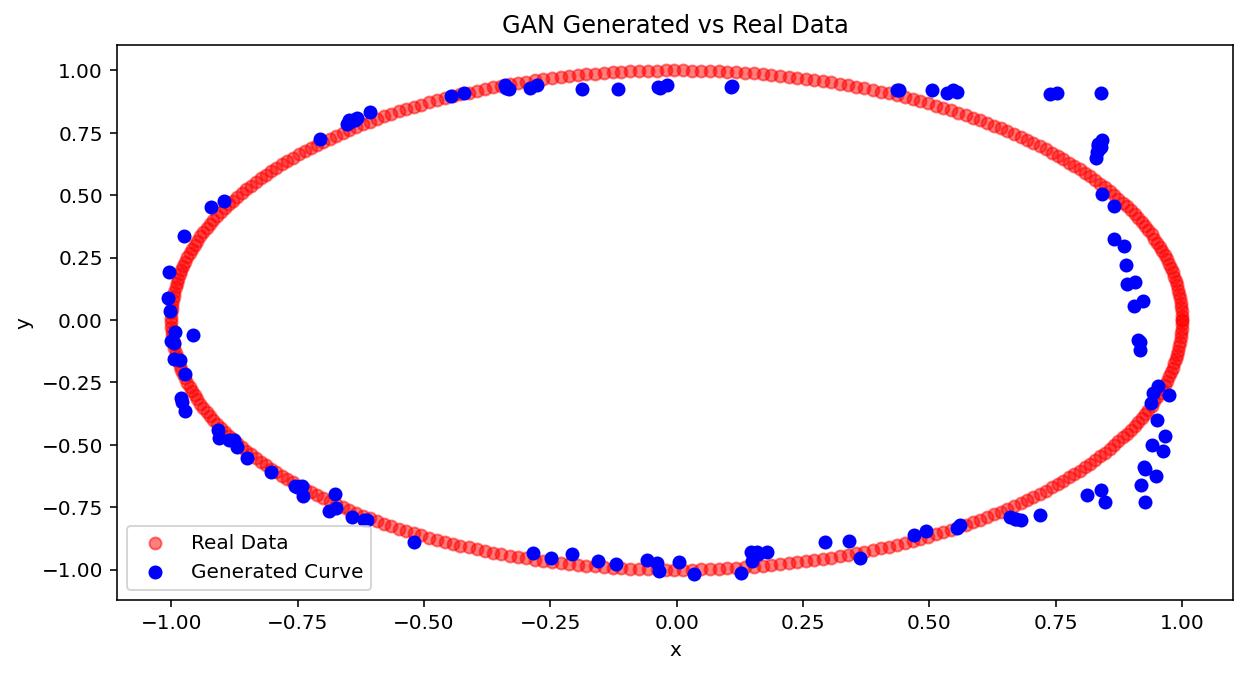 GAN Generated vs Real Data
1.00
0.75
0.50
0.25
0.00
−0.25
−0.50
−0.75
−1.00
y
Real Data
Generated Curve
−1.00 −0.75 −0.50 −0.25 0.00 0.25 0.50 0.75 1.00
x